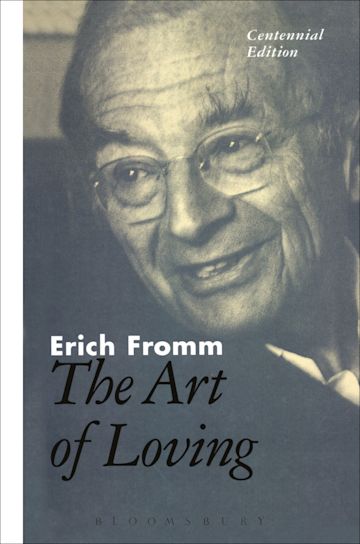 Centennial
Edition
Erich Fromm
The Art
of Loving
BLOOMSBURY